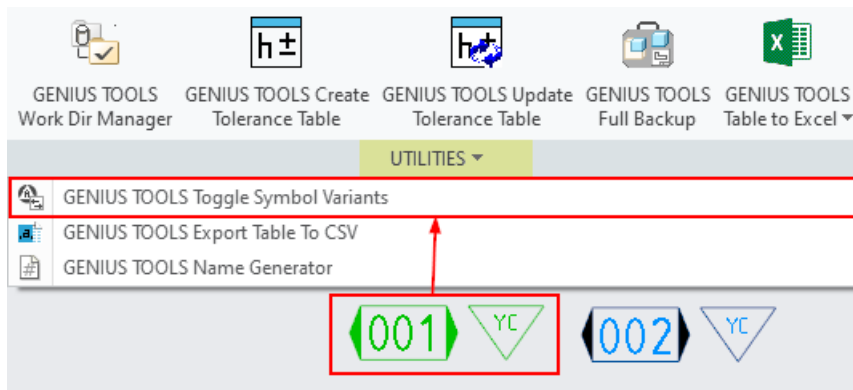 h±
h±
X
GENIUS TOOLS
Work Dir Manager
GENIUS TOOLS Create
Tolerance Table
GENIUS TOOLS Update
Tolerance Table
GENIUS TOOLS
Full Backup
GENIUS TOOLS
Table to Excel
UTILITIES
GENIUS TOOLS Toggle Symbol Variants
.a,
GENIUS TOOLS Export Table To CSV
#
GENIUS TOOLS Name Generator
001 YC 002 YC